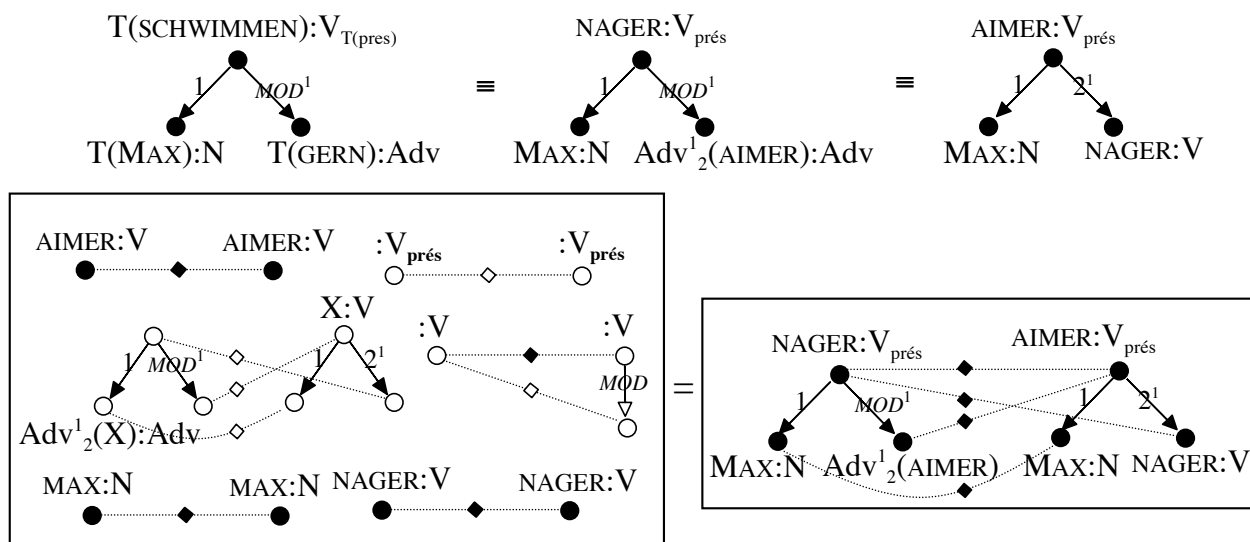 T(SCHWIMMEN):V_T(pres) NAGER:V_prés AIMER:V_prés
1 MOD¹ ≡ 1 MOD¹ ≡ 1 2¹
T(MAX):N T(GERN):Adv MAX:N Adv¹₂(AIMER):Adv MAX:N NAGER:V
AIMER:V AIMER:V :V_prés :V_prés
X:V :V :V
1 MOD¹ 1 2¹ MOD
Adv¹₂(X):Adv
MAX:N MAX:N NAGER:V NAGER:V
=
NAGER:V_prés AIMER:V_prés
1 MOD¹ 1 2¹
MAX:N Adv¹₂(AIMER) MAX:N NAGER:V